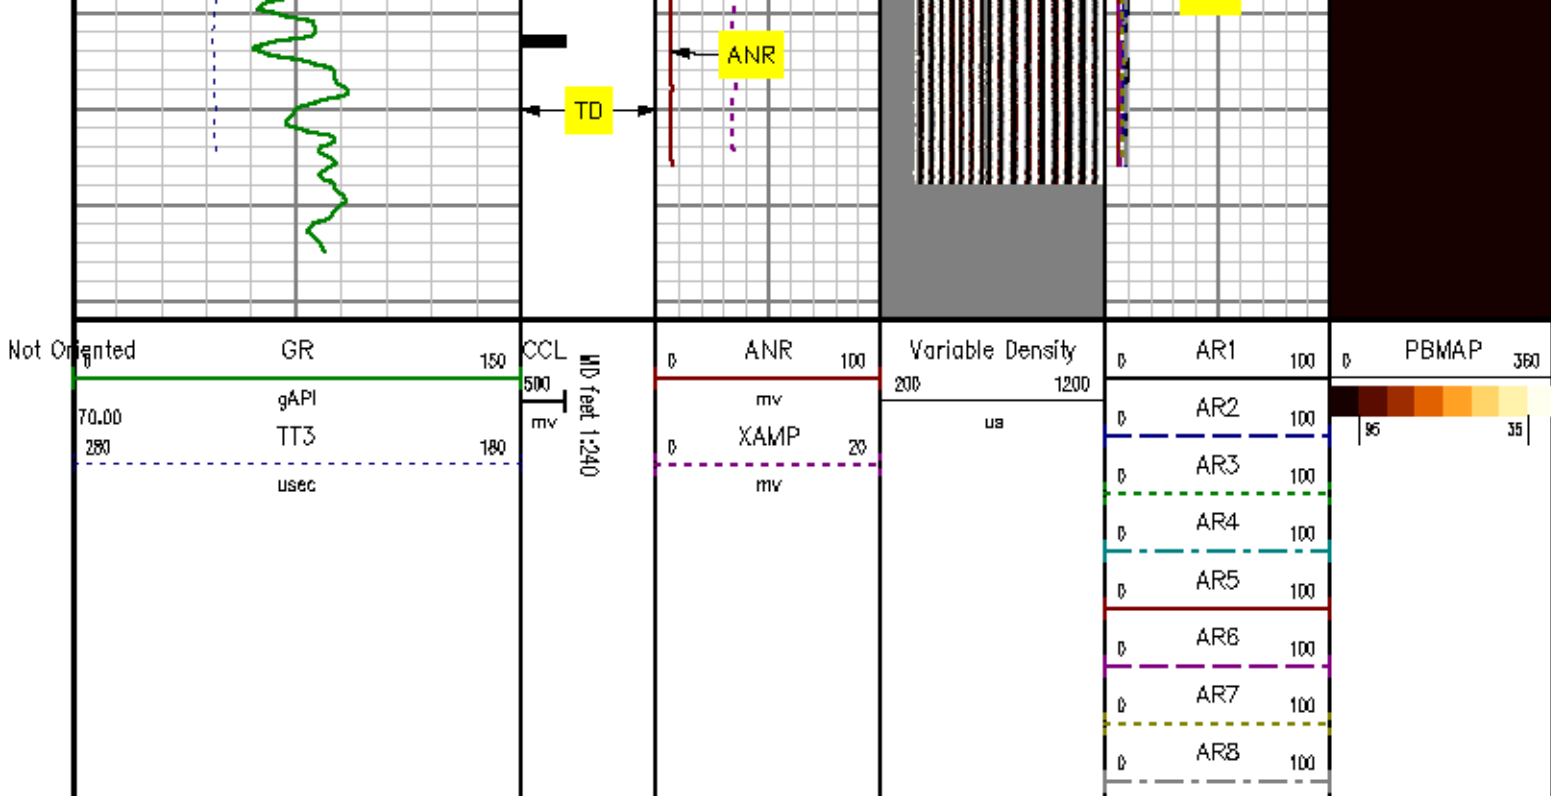 ANR
TD
Not Oriented
0 GR 150
gAPI
70.00
280 TT3 180
usec
CCL
500
mv
MD feet 1:240
0 ANR 100
mv
0 XAMP 20
mv
Variable Density
200 1200
us
0 AR1 100
0 AR2 100
0 AR3 100
0 AR4 100
0 AR5 100
0 AR6 100
0 AR7 100
0 AR8 100
0 PBMAP 360
95 35